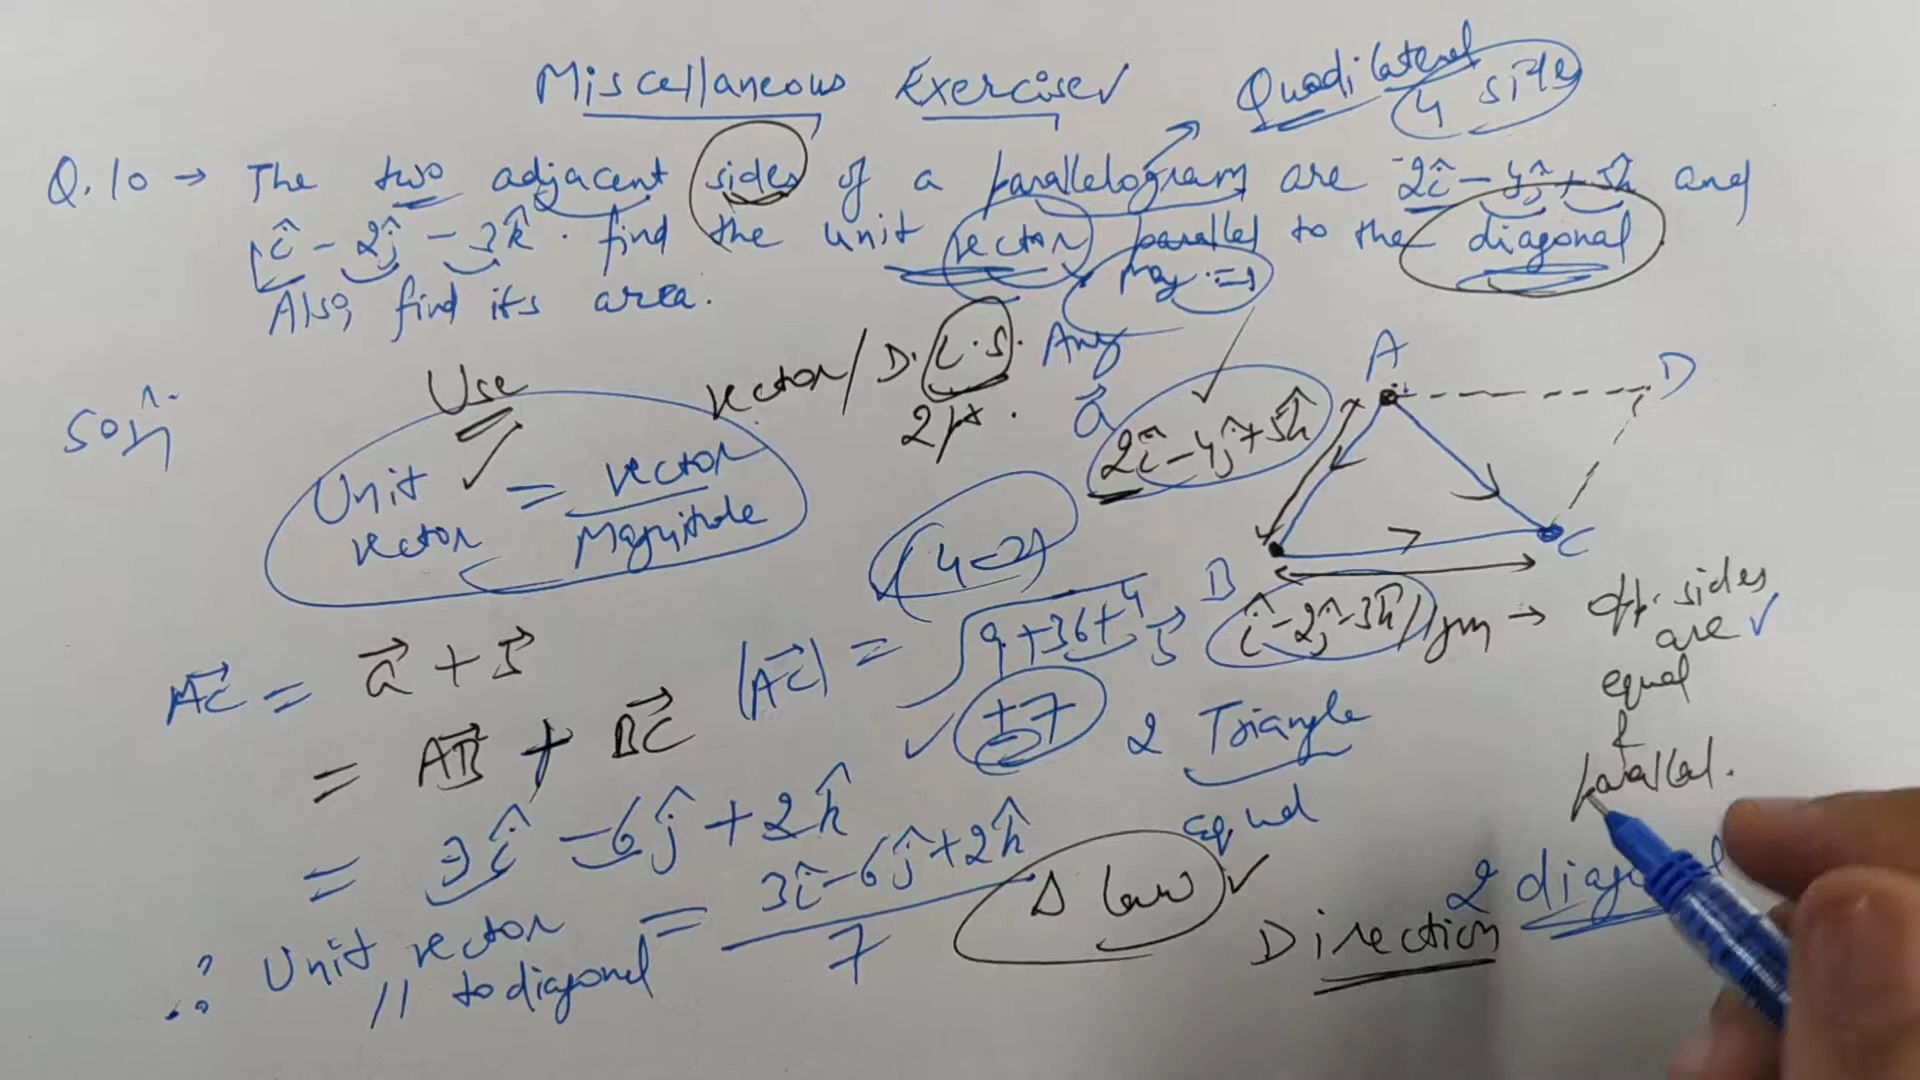 Miscellaneous Exercise ✓
Quadilateral
4 side
Q.10 → The two adjacent sides of a parallelogram are 2î - 4ĵ + 5k̂ and
î - 2ĵ - 3k̂ . find the unit vector parallel to the diagonal
Mag = 1
Also, find its area.
vector / D.C.S. Any
2 pt.
Use
Soln.
Unit vector = vector / Magnitude
a⃗
2î - 4ĵ + 5k̂
A
D
B
C
(4-2)
b⃗
î - 2ĵ - 3k̂
//gm → opp. sides
are ✓
equal
&
parallel.
AC⃗ = a⃗ + b⃗
|AC⃗| = √9+36+4
= AB⃗ + BC⃗
+7
2 Triangle
Equal
= 3î - 6ĵ + 2k̂
∴ Unit vector // to diagonal = 3î - 6ĵ + 2k̂ / 7
Δ law ✓
Direction
2